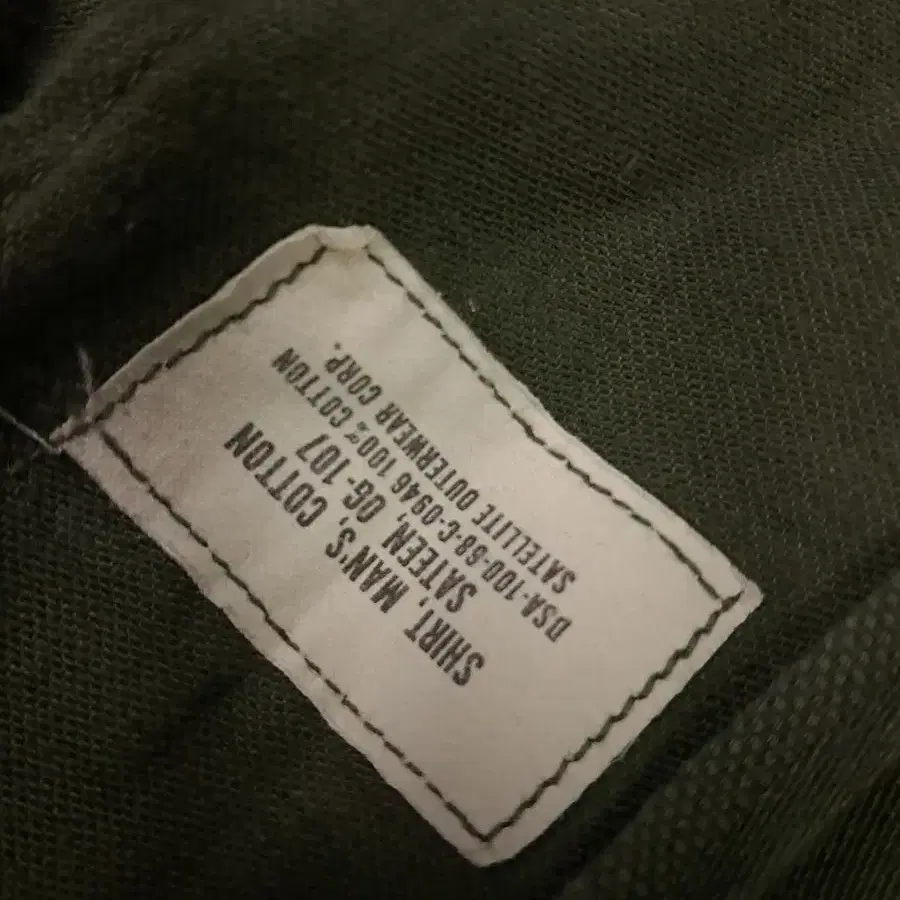 SHIRT, MAN'S, COTTON
SATEEN, OG-107
DSA-100-68-C-0946 100% COTTON
SATELLITE OUTERWEAR CORP.